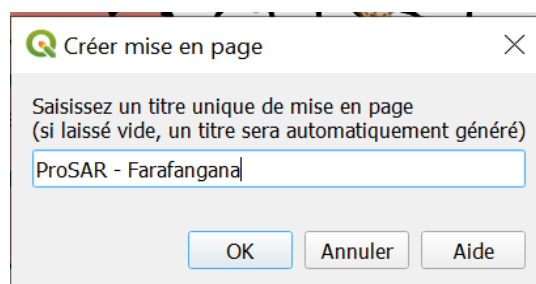 Créer mise en page
Saisissez un titre unique de mise en page
(si laissé vide, un titre sera automatiquement généré)
ProSAR - Farafangana
OK Annuler Aide